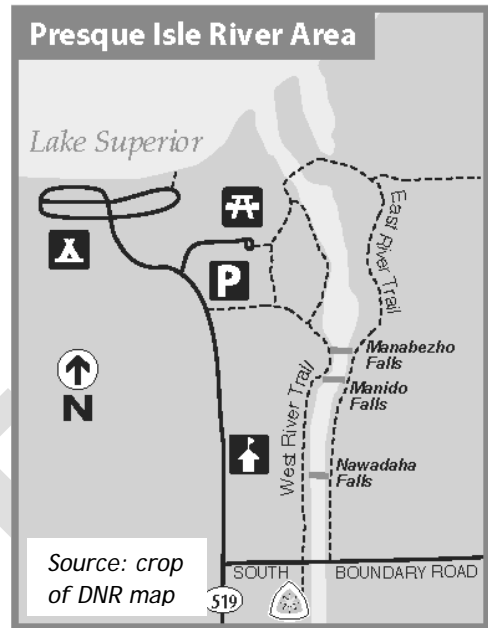 Presque Isle River Area
Lake Superior
P
East River Trail
Manabezho
Falls
West River Trail
Manido
Falls
N
Nawadaha
Falls
Source: crop
of DNR map
519
SOUTH BOUNDARY ROAD